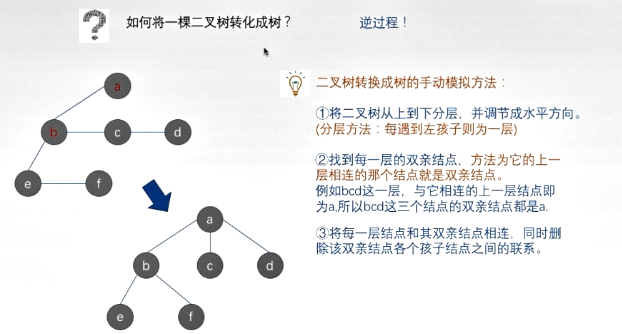 如何将一棵二叉树转化成树？
逆过程！
二叉树转换成树的手动模拟方法：
①将二叉树从上到下分层，并调节成水平方向。
(分层方法：每遇到左孩子则为一层)
②找到每一层的双亲结点，方法为它的上一
层相连的那个结点就是双亲结点。
例如bcd这一层，与它相连的上一层结点即
为a,所以bcd这三个结点的双亲结点都是a.
③将每一层结点和其双亲结点相连，同时删
除该双亲结点各个孩子结点之间的联系。
a
b
c
d
e
f
a
b
c
d
e
f